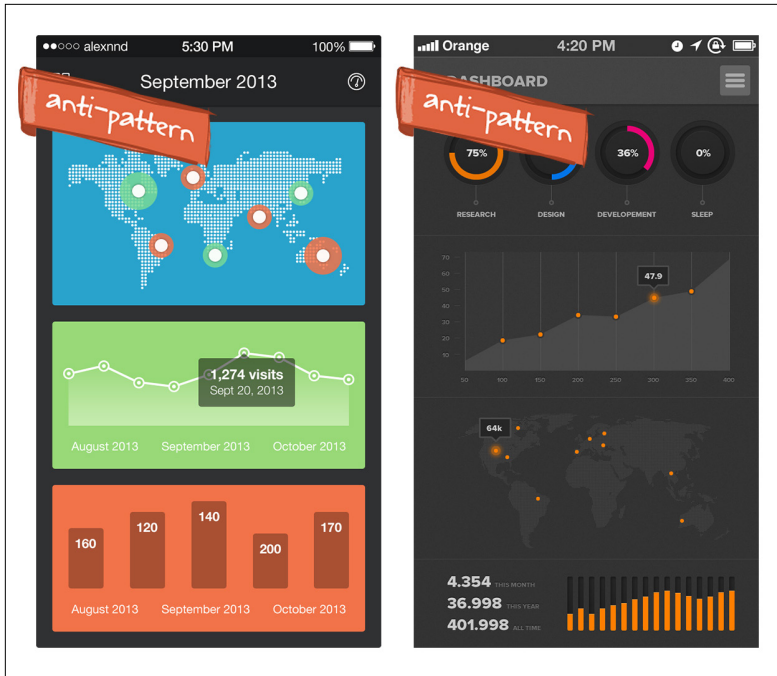 alexnnd 5:30 PM 100%
September 2013
anti-pattern
1,274 visits
Sept 20, 2013
August 2013 September 2013 October 2013
160 120 140 200 170
August 2013 September 2013 October 2013
Orange 4:20 PM
DASHBOARD
anti-pattern
75% 36% 0%
RESEARCH DESIGN DEVELOPEMENT SLEEP
70
60
50
40
30
20
10
47.9
50 100 150 200 250 300 350 400
64k
4.354 THIS MONTH
36.998 THIS YEAR
401.998 ALL TIME